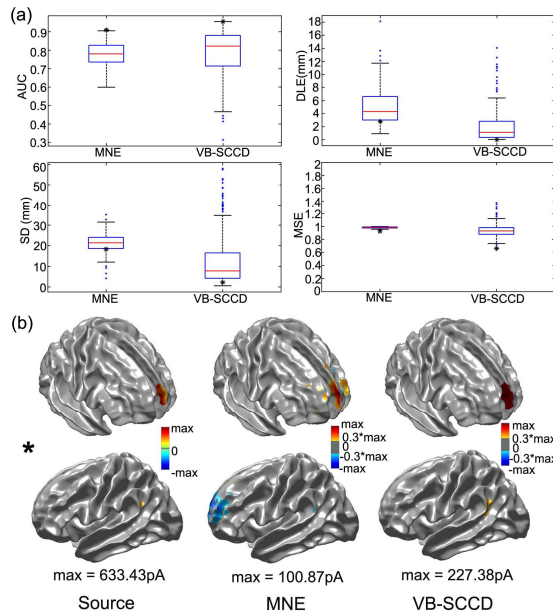 (a)
AUC
0.9
0.8
0.7
0.6
0.5
0.4
0.3
MNE VB-SCCD
DLE(mm)
18
16
14
12
10
8
6
4
2
0
MNE VB-SCCD
SD (mm)
60
50
40
30
20
10
0
MNE VB-SCCD
MSE
2
1.8
1.6
1.4
1.2
1
0.8
0.6
0.4
0.2
0
MNE VB-SCCD
(b)
*
max
0
-max
max
0.3*max
-0.3*max
-max
max
0.3*max
-0.3*max
-max
max = 633.43pA max = 100.87pA max = 227.38pA
Source MNE VB-SCCD